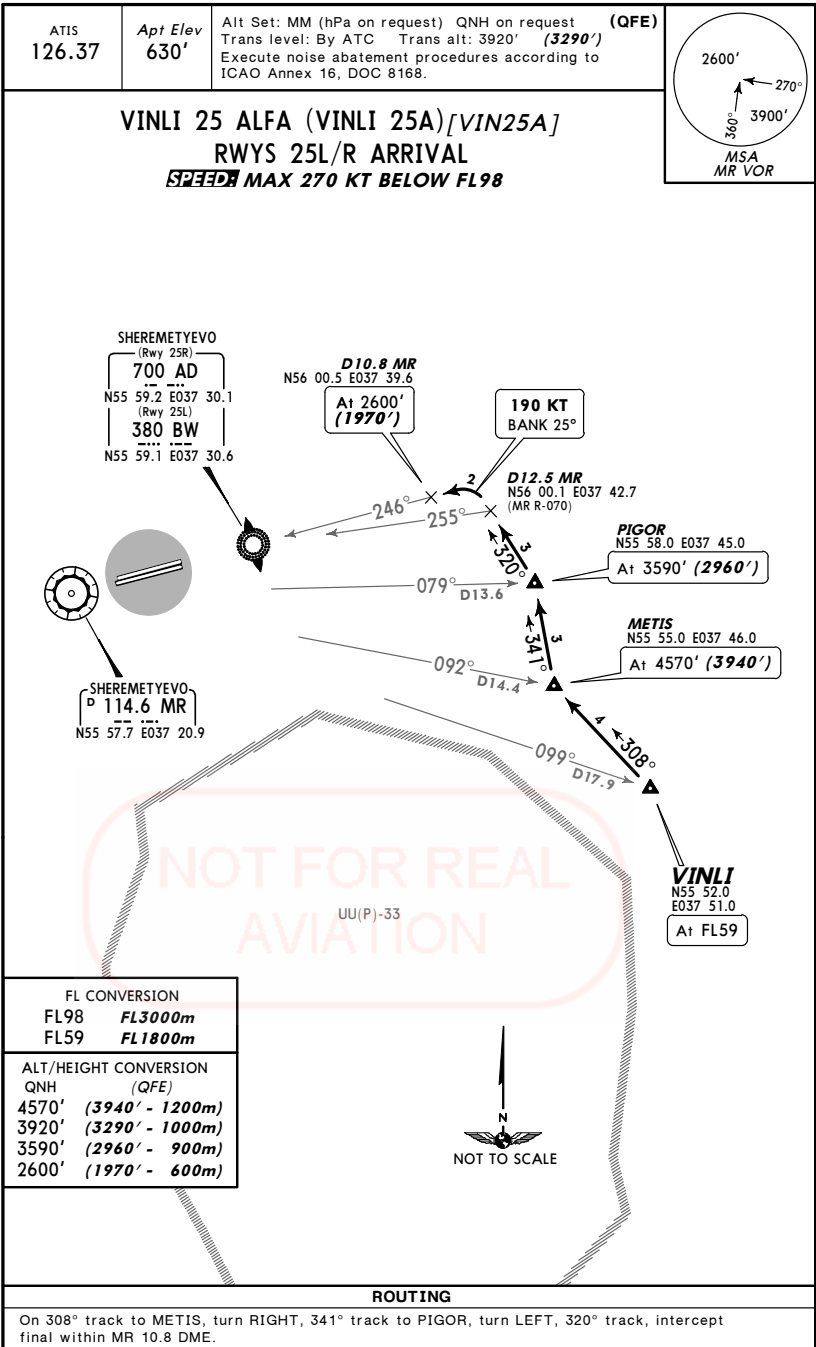 ATIS
126.37
Apt Elev
630'
Alt Set: MM (hPa on request) QNH on request (QFE)
Trans level: By ATC Trans alt: 3920' (3290')
Execute noise abatement procedures according to
ICAO Annex 16, DOC 8168.
2600'
270°
360°
3900'
MSA
MR VOR
VINLI 25 ALFA (VINLI 25A) [VIN25A]
RWYS 25L/R ARRIVAL
SPEED: MAX 270 KT BELOW FL98
SHEREMETYEVO
(Rwy 25R)
700 AD
N55 59.2 E037 30.1
(Rwy 25L)
380 BW
N55 59.1 E037 30.6
D10.8 MR
N56 00.5 E037 39.6
At 2600'
(1970')
190 KT
BANK 25°
2
D12.5 MR
N56 00.1 E037 42.7
(MR R-070)
246°
255°
320°
3
PIGOR
N55 58.0 E037 45.0
At 3590' (2960')
079°
D13.6
341°
3
METIS
N55 55.0 E037 46.0
At 4570' (3940')
092°
D14.4
SHEREMETYEVO
D 114.6 MR
N55 57.7 E037 20.9
4
308°
099°
D17.9
VINLI
N55 52.0
E037 51.0
At FL59
NOT FOR REAL
AVIATION
UU(P)-33
FL CONVERSION
FL98 FL3000m
FL59 FL1800m
ALT/HEIGHT CONVERSION
QNH (QFE)
4570' (3940' - 1200m)
3920' (3290' - 1000m)
3590' (2960' - 900m)
2600' (1970' - 600m)
N
NOT TO SCALE
ROUTING
On 308° track to METIS, turn RIGHT, 341° track to PIGOR, turn LEFT, 320° track, intercept
final within MR 10.8 DME.